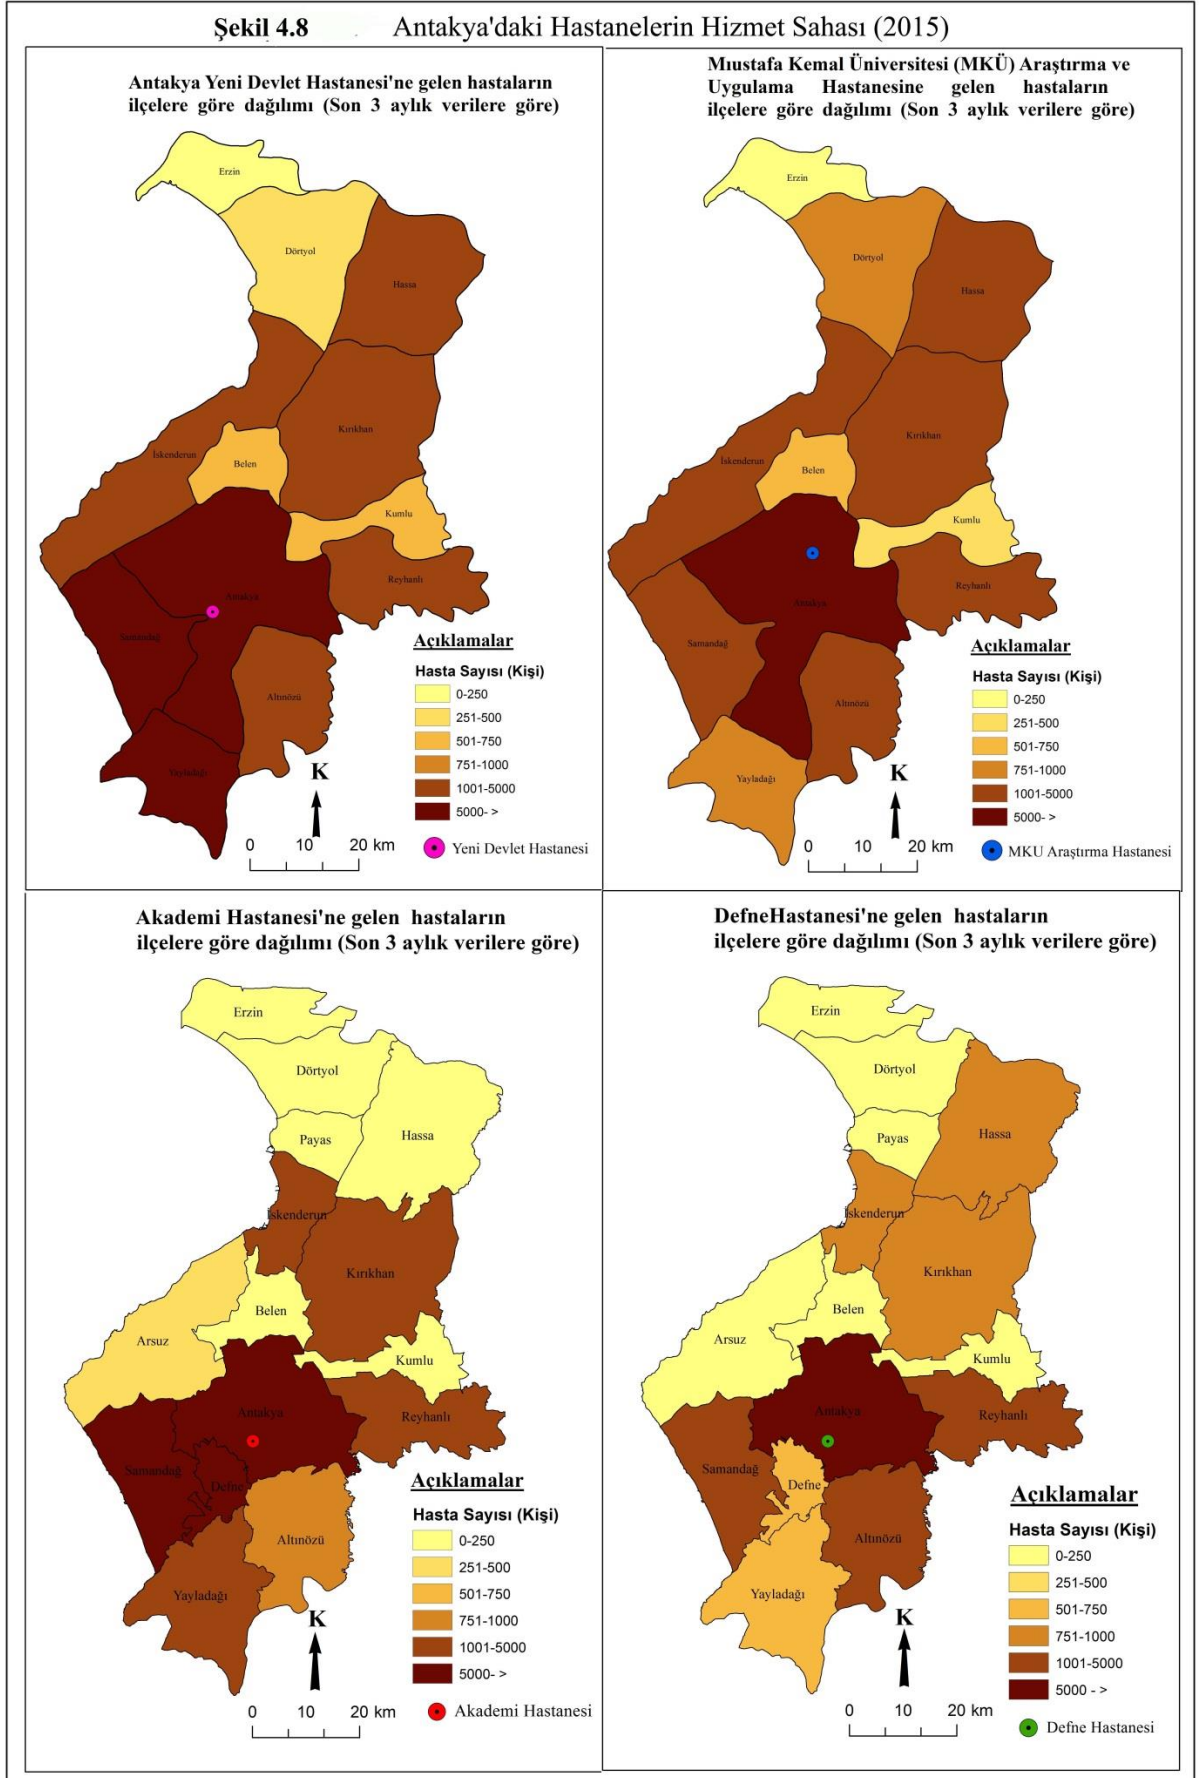 Şekil 4.8 Antakya'daki Hastanelerin Hizmet Sahası (2015)
Antakya Yeni Devlet Hastanesi'ne gelen hastaların
ilçelere göre dağılımı (Son 3 aylık verilere göre)
Erzin
Dörtyol
Hassa
Kırıkhan
İskenderun
Belen
Kumlu
Reyhanlı
Antakya
Samandağ
Altınözü
Yayladağı
Açıklamalar
Hasta Sayısı (Kişi)
0-250
251-500
501-750
751-1000
1001-5000
5000- >
K
0 10 20 km
Yeni Devlet Hastanesi
Mıustafa Kemal Üniversitesi (MKÜ) Araştırma ve
Uygulama Hastanesine gelen hastaların
ilçelere göre dağılımı (Son 3 aylık verilere göre)
Erzin
Dörtyol
Hassa
Kırıkhan
İskenderun
Belen
Kumlu
Reyhanlı
Antakya
Samandağ
Altınözü
Yayladağı
Açıklamalar
Hasta Sayısı (Kişi)
0-250
251-500
501-750
751-1000
1001-5000
5000- >
K
0 10 20 km
MKU Araştırma Hastanesi
Akademi Hastanesi'ne gelen hastaların
ilçelere göre dağılımı (Son 3 aylık verilere göre)
Erzin
Dörtyol
Payas
Hassa
İskenderun
Kırıkhan
Belen
Arsuz
Kumlu
Antakya
Reyhanlı
Samandağ
Defne
Altınözü
Yayladağı
Açıklamalar
Hasta Sayısı (Kişi)
0-250
251-500
501-750
751-1000
1001-5000
5000- >
K
0 10 20 km
Akademi Hastanesi
DefneHastanesi'ne gelen hastaların
ilçelere göre dağılımı (Son 3 aylık verilere göre)
Erzin
Dörtyol
Payas
Hassa
İskenderun
Kırıkhan
Belen
Arsuz
Kumlu
Antakya
Reyhanlı
Samandağ
Defne
Altınözü
Yayladağı
Açıklamalar
Hasta Sayısı (Kişi)
0-250
251-500
501-750
751-1000
1001-5000
5000 - >
K
0 10 20 km
Defne Hastanesi